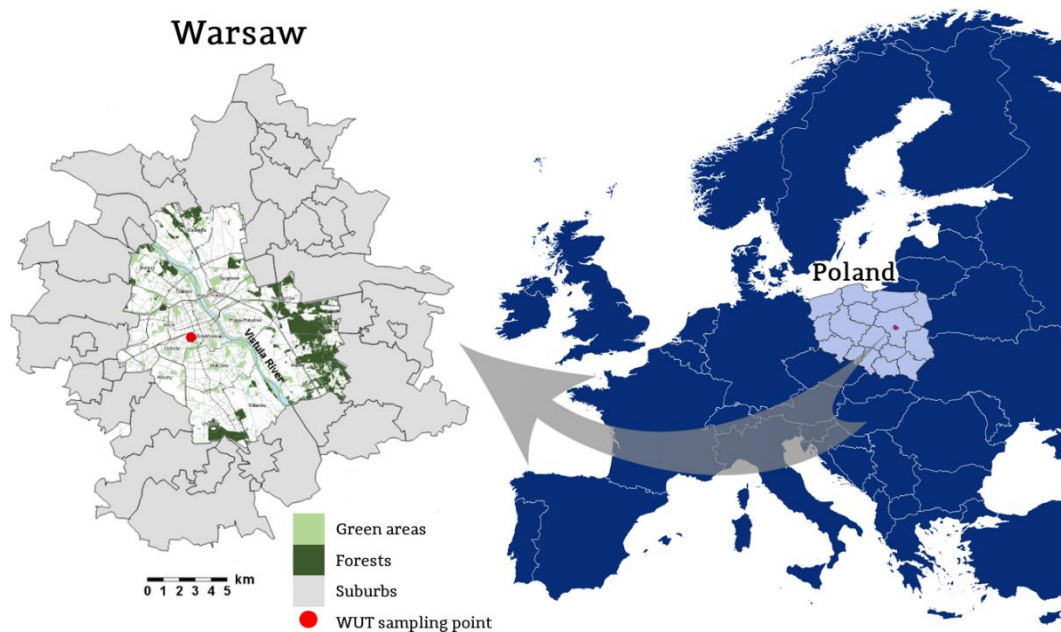 Warsaw
Poland
Vistula River
Green areas
Forests
Suburbs
WUT sampling point
0 1 2 3 4 5 km